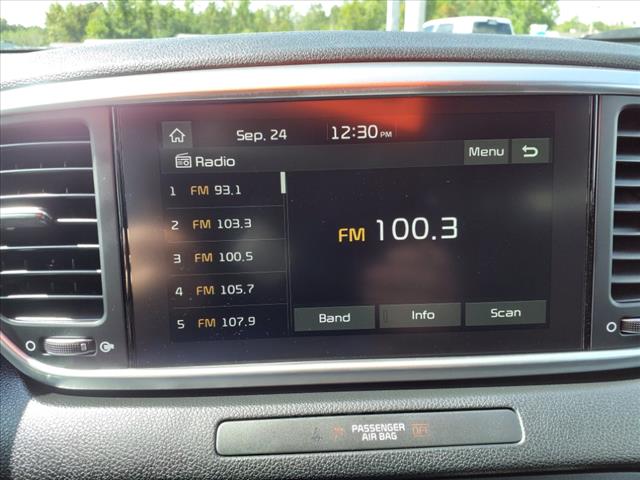 Sep. 24 12:30 PM
Radio Menu
1 FM 93.1
2 FM 103.3
3 FM 100.5
4 FM 105.7
5 FM 107.9
FM 100.3
Band Info Scan
PASSENGER
AIR BAG OFF